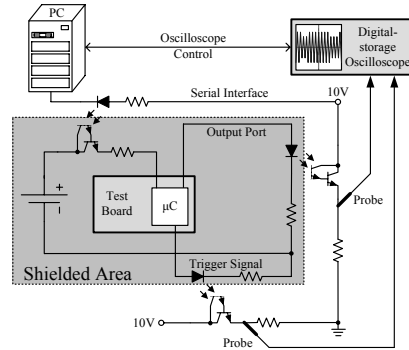 PC
Oscilloscope
Control
Digital-
storage
Oscilloscope
Serial Interface
10V
Output Port
Test
Board
µC
+
−
Probe
Trigger Signal
Shielded Area
10V
Probe